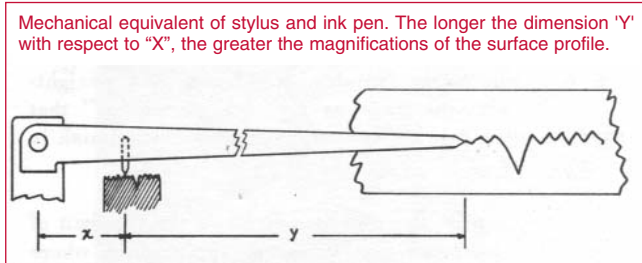 Mechanical equivalent of stylus and ink pen. The longer the dimension 'Y'
with respect to “X”, the greater the magnifications of the surface profile.
x
y